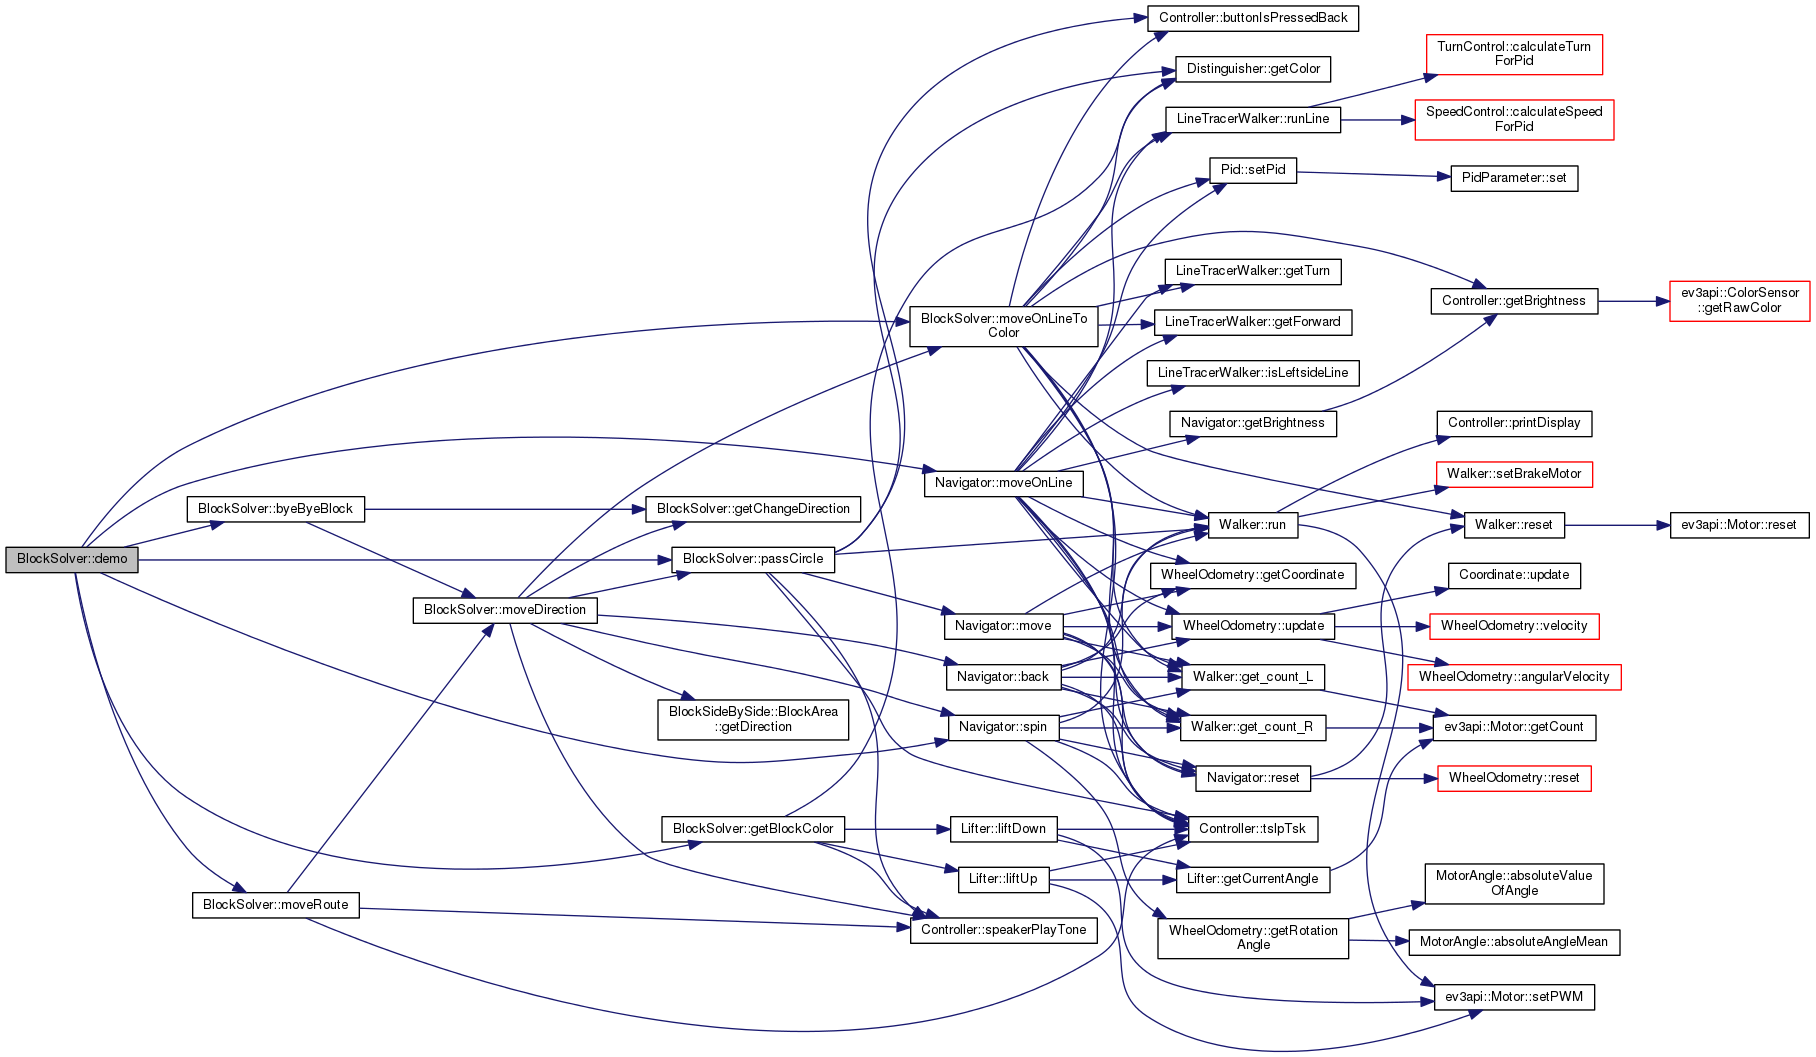 BlockSolver::demo
BlockSolver::byeByeBlock
BlockSolver::moveRoute
BlockSolver::moveDirection
BlockSolver::getChangeDirection
BlockSolver::passCircle
BlockSideBySide::BlockArea
::getDirection
BlockSolver::getBlockColor
BlockSolver::moveOnLineTo
Color
Navigator::moveOnLine
Navigator::move
Navigator::back
Navigator::spin
Lifter::liftDown
Lifter::liftUp
Controller::speakerPlayTone
Controller::buttonIsPressedBack
Distinguisher::getColor
LineTracerWalker::runLine
Pid::setPid
LineTracerWalker::getTurn
LineTracerWalker::getForward
LineTracerWalker::isLeftsideLine
Navigator::getBrightness
Walker::run
WheelOdometry::getCoordinate
WheelOdometry::update
Walker::get_count_L
Walker::get_count_R
Navigator::reset
Controller::tslpTsk
Lifter::getCurrentAngle
WheelOdometry::getRotation
Angle
TurnControl::calculateTurn
ForPid
SpeedControl::calculateSpeed
ForPid
PidParameter::set
Controller::getBrightness
Controller::printDisplay
Walker::setBrakeMotor
Walker::reset
Coordinate::update
WheelOdometry::velocity
WheelOdometry::angularVelocity
ev3api::Motor::getCount
WheelOdometry::reset
MotorAngle::absoluteValue
OfAngle
MotorAngle::absoluteAngleMean
ev3api::Motor::setPWM
ev3api::ColorSensor
::getRawColor
ev3api::Motor::reset